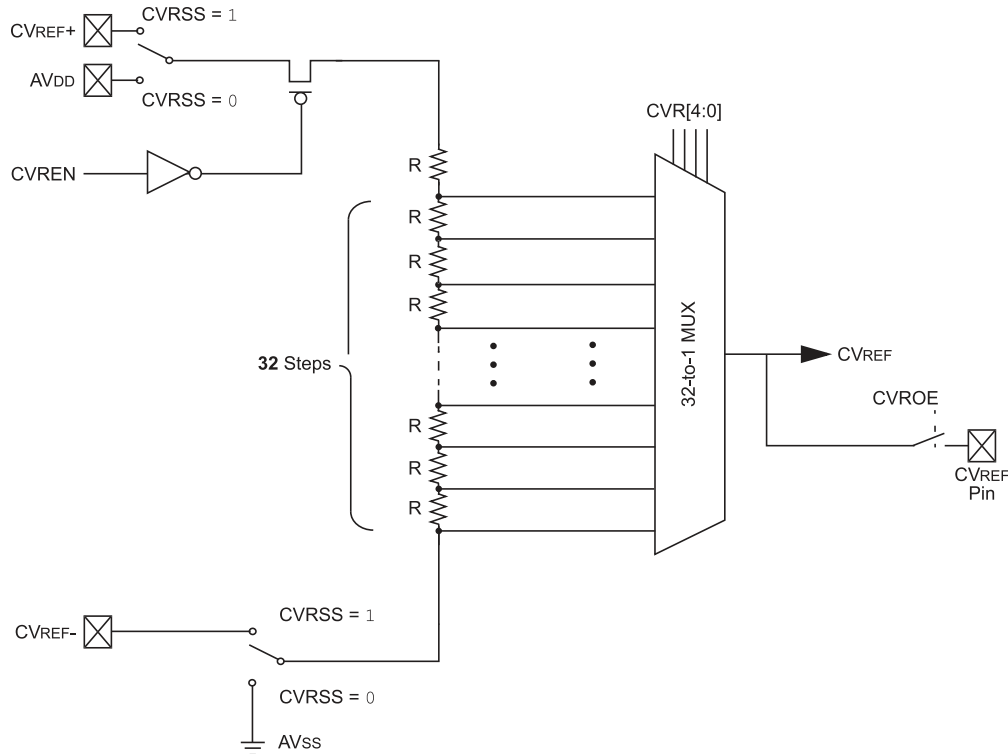 CVRSS = 1
CVREF+
AVDD
CVRSS = 0
CVREN
CVR[4:0]
R
R
R
R
32 Steps
32-to-1 MUX
CVREF
CVROE
R
R
R
CVREF
Pin
CVRSS = 1
CVREF-
CVRSS = 0
AVSS